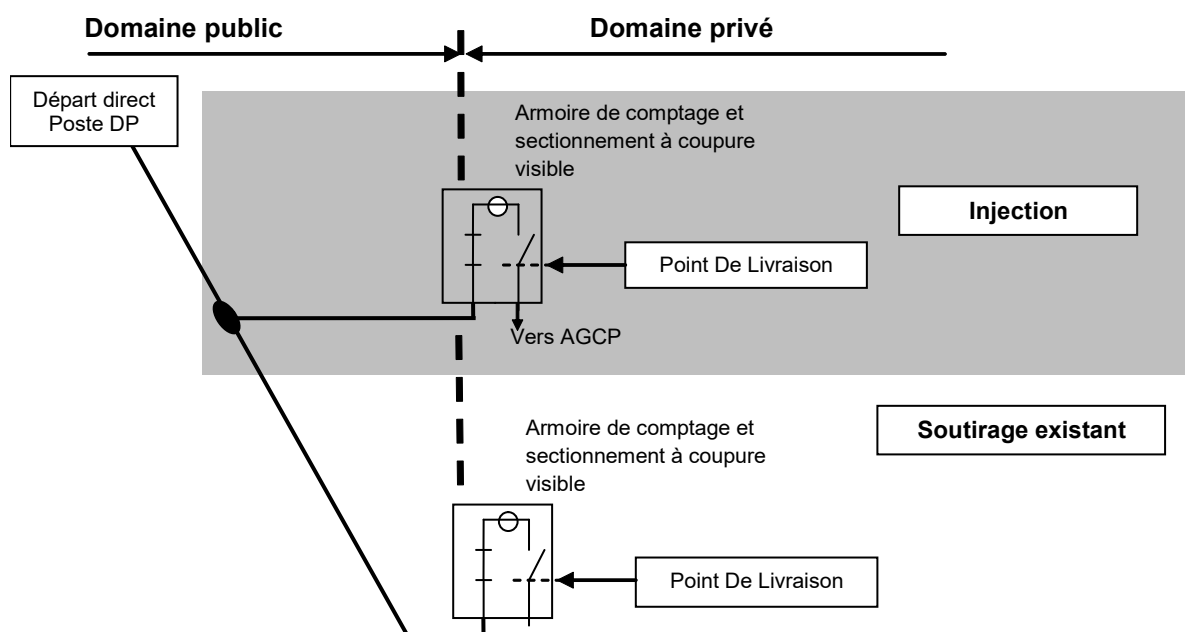 Domaine public
Domaine privé
Départ direct
Poste DP
Armoire de comptage et
sectionnement à coupure
visible
Injection
Point De Livraison
Vers AGCP
Armoire de comptage et
sectionnement à coupure
visible
Soutirage existant
Point De Livraison